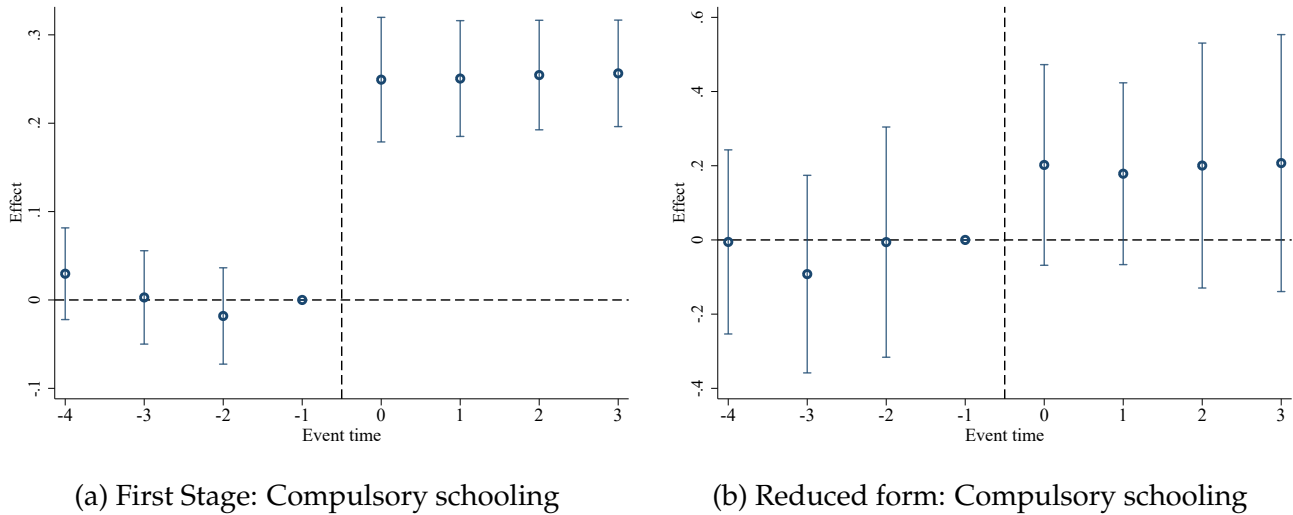 .3
.2
.1
0
-.1
Effect
-4 -3 -2 -1 0 1 2 3
Event time
(a) First Stage: Compulsory schooling
.6
.4
.2
0
-.2
-.4
Effect
-4 -3 -2 -1 0 1 2 3
Event time
(b) Reduced form: Compulsory schooling